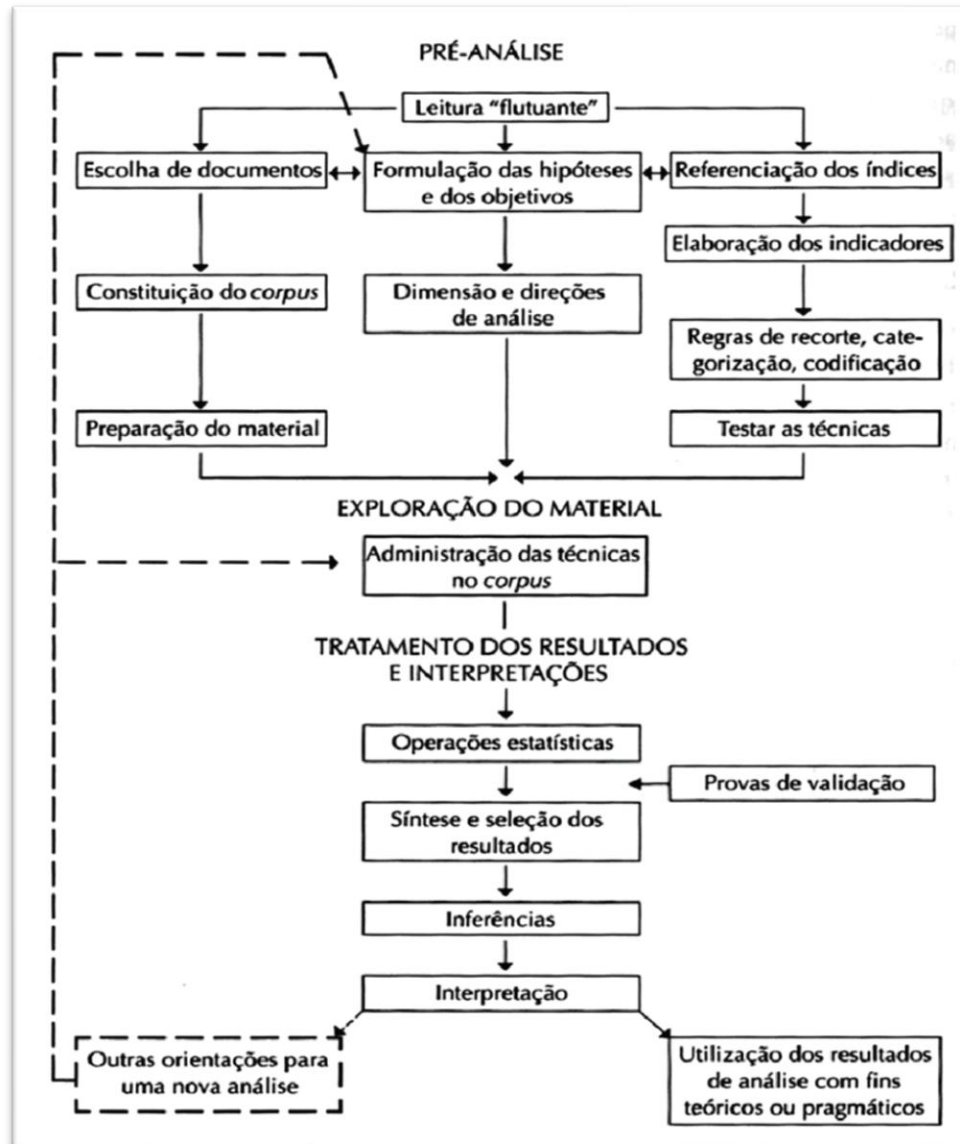 PRÉ-ANÁLISE
Leitura “flutuante”
Escolha de documentos
Formulação das hipóteses
e dos objetivos
Referenciação dos índices
Elaboração dos indicadores
Constituição do corpus
Dimensão e direções
de análise
Regras de recorte, cate-
gorização, codificação
Preparação do material
Testar as técnicas
EXPLORAÇÃO DO MATERIAL
Administração das técnicas
no corpus
TRATAMENTO DOS RESULTADOS
E INTERPRETAÇÕES
Operações estatísticas
Provas de validação
Síntese e seleção dos
resultados
Inferências
Interpretação
Outras orientações para
uma nova análise
Utilização dos resultados
de análise com fins
teóricos ou pragmáticos